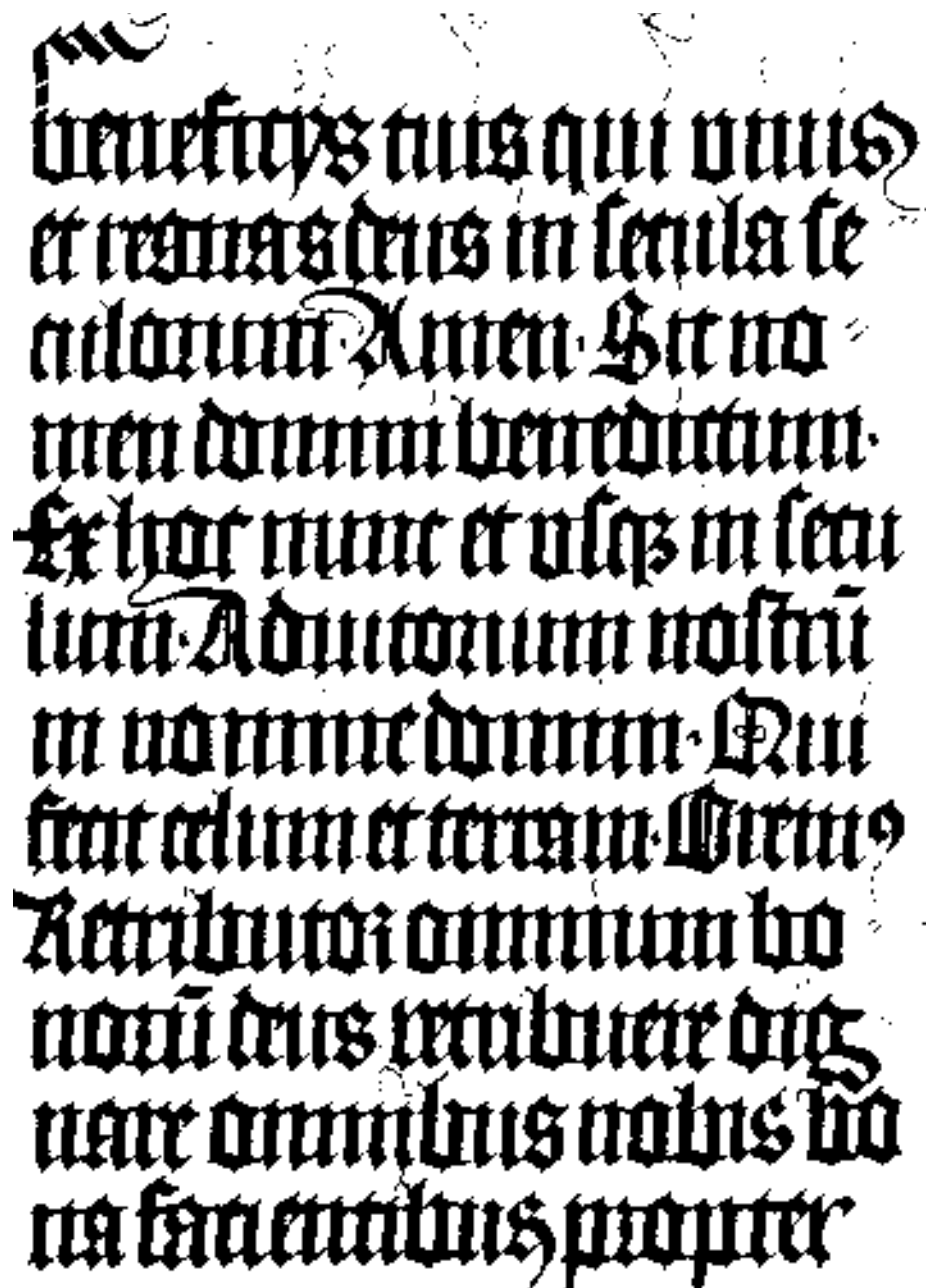 beneficijs tuis qui viuis
et regnas deus in secula se
culorum · Amen · Sit no
men domini benedictum ·
Ex hoc nunc et vsqꝫ in secu
lum · Adiutorium nostrū
in nomine domini · Qui
fecit celum et terram · Oremꝰ
Retributor omnium bo
norū deus retribuere dig
nare omnibus nobis bo
na facientibus propter